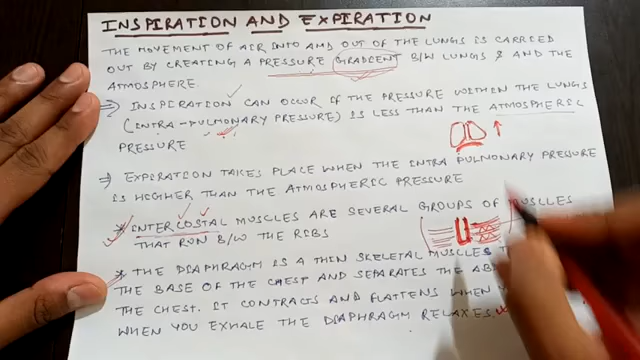 INSPIRATION AND EXPIRATION
THE MOVEMENT OF AIR INTO AND OUT OF THE LUNGS IS CARRIED
OUT BY CREATING A PRESSURE GRADIENT B/W LUNGS & AND THE
ATMOSPHERE.
⇒ INSPIRATION CAN OCCUR IF THE PRESSURE WITHIN THE LUNGS
(INTRA-PULMONARY PRESSURE) IS LESS THAN THE ATMOSPHERIC
PRESSURE
⇒ EXPIRATION TAKES PLACE WHEN THE INTRA PULMONARY PRESSURE
IS HIGHER THAN THE ATMOSPHERIC PRESSURE
* INTERCOSTAL MUSCLES ARE SEVERAL GROUPS OF MUSCLES
THAT RUN B/W THE RIBS
* THE DIAPHRAGM IS A THIN SKELETAL MUSCLES
THE BASE OF THE CHEST AND SEPARATES THE
THE CHEST. IT CONTRACTS AND FLATTENS WHEN
WHEN YOU EXHALE THE DIAPHRAGM RELAXES.